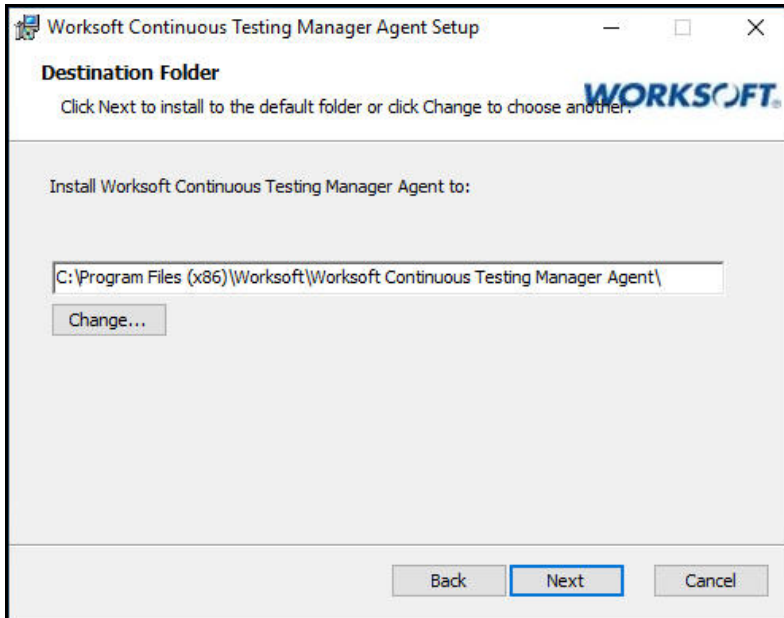 Worksoft Continuous Testing Manager Agent Setup
Destination Folder
Click Next to install to the default folder or click Change to choose another.
WORKSOFT®
Install Worksoft Continuous Testing Manager Agent to:
C:\Program Files (x86)\Worksoft\Worksoft Continuous Testing Manager Agent\
Change...
Back Next Cancel